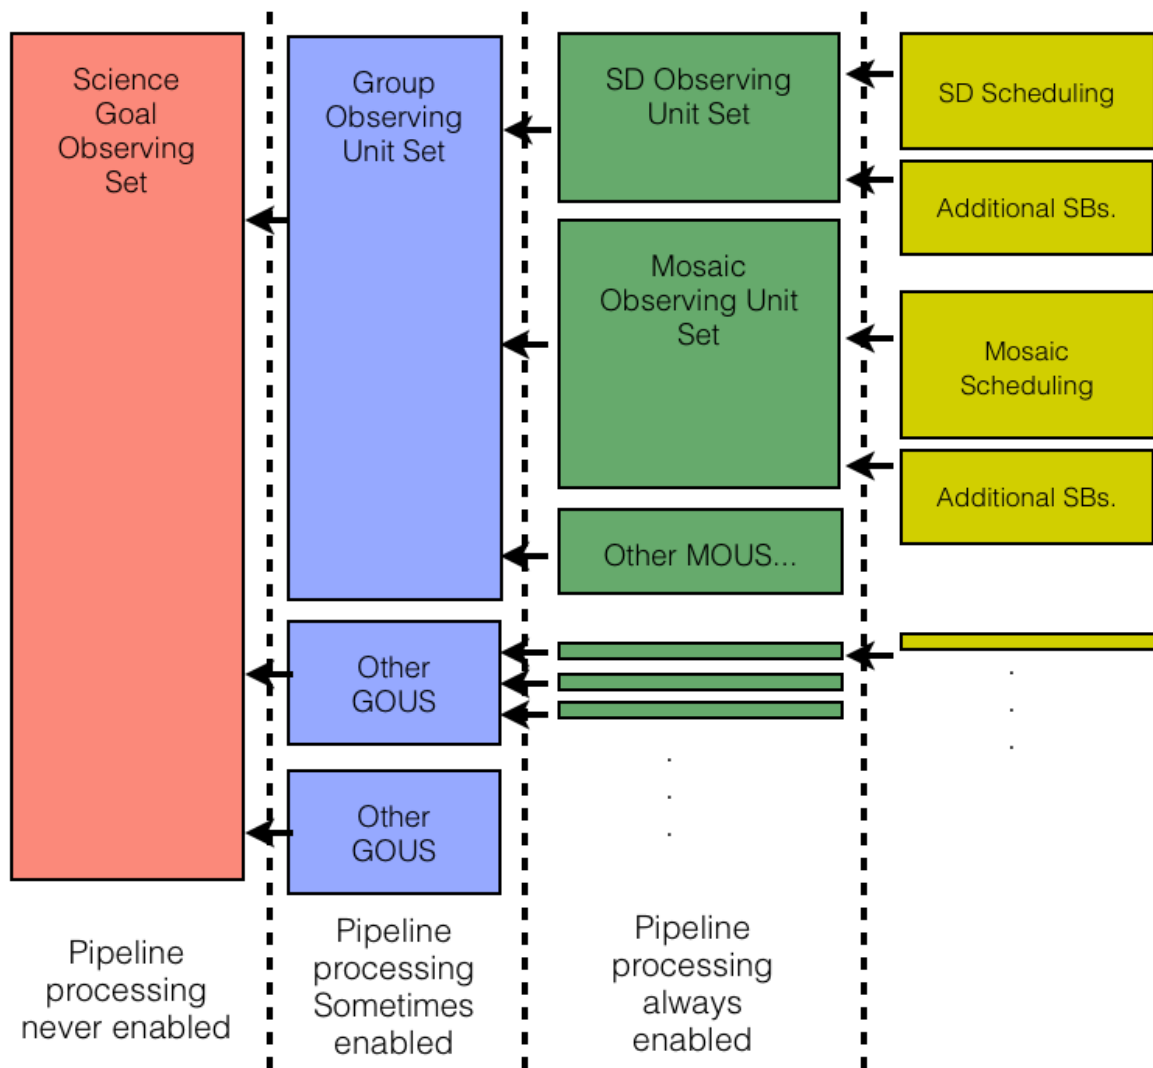 Science
Goal
Observing
Set
Group
Observing
Unit Set
SD Observing
Unit Set
SD Scheduling
Additional SBs.
Mosaic
Observing Unit
Set
Mosaic
Scheduling
Additional SBs.
Other MOUS...
Other
GOUS
Other
GOUS
Pipeline
processing
never enabled
Pipeline
processing
Sometimes
enabled
Pipeline
processing
always
enabled